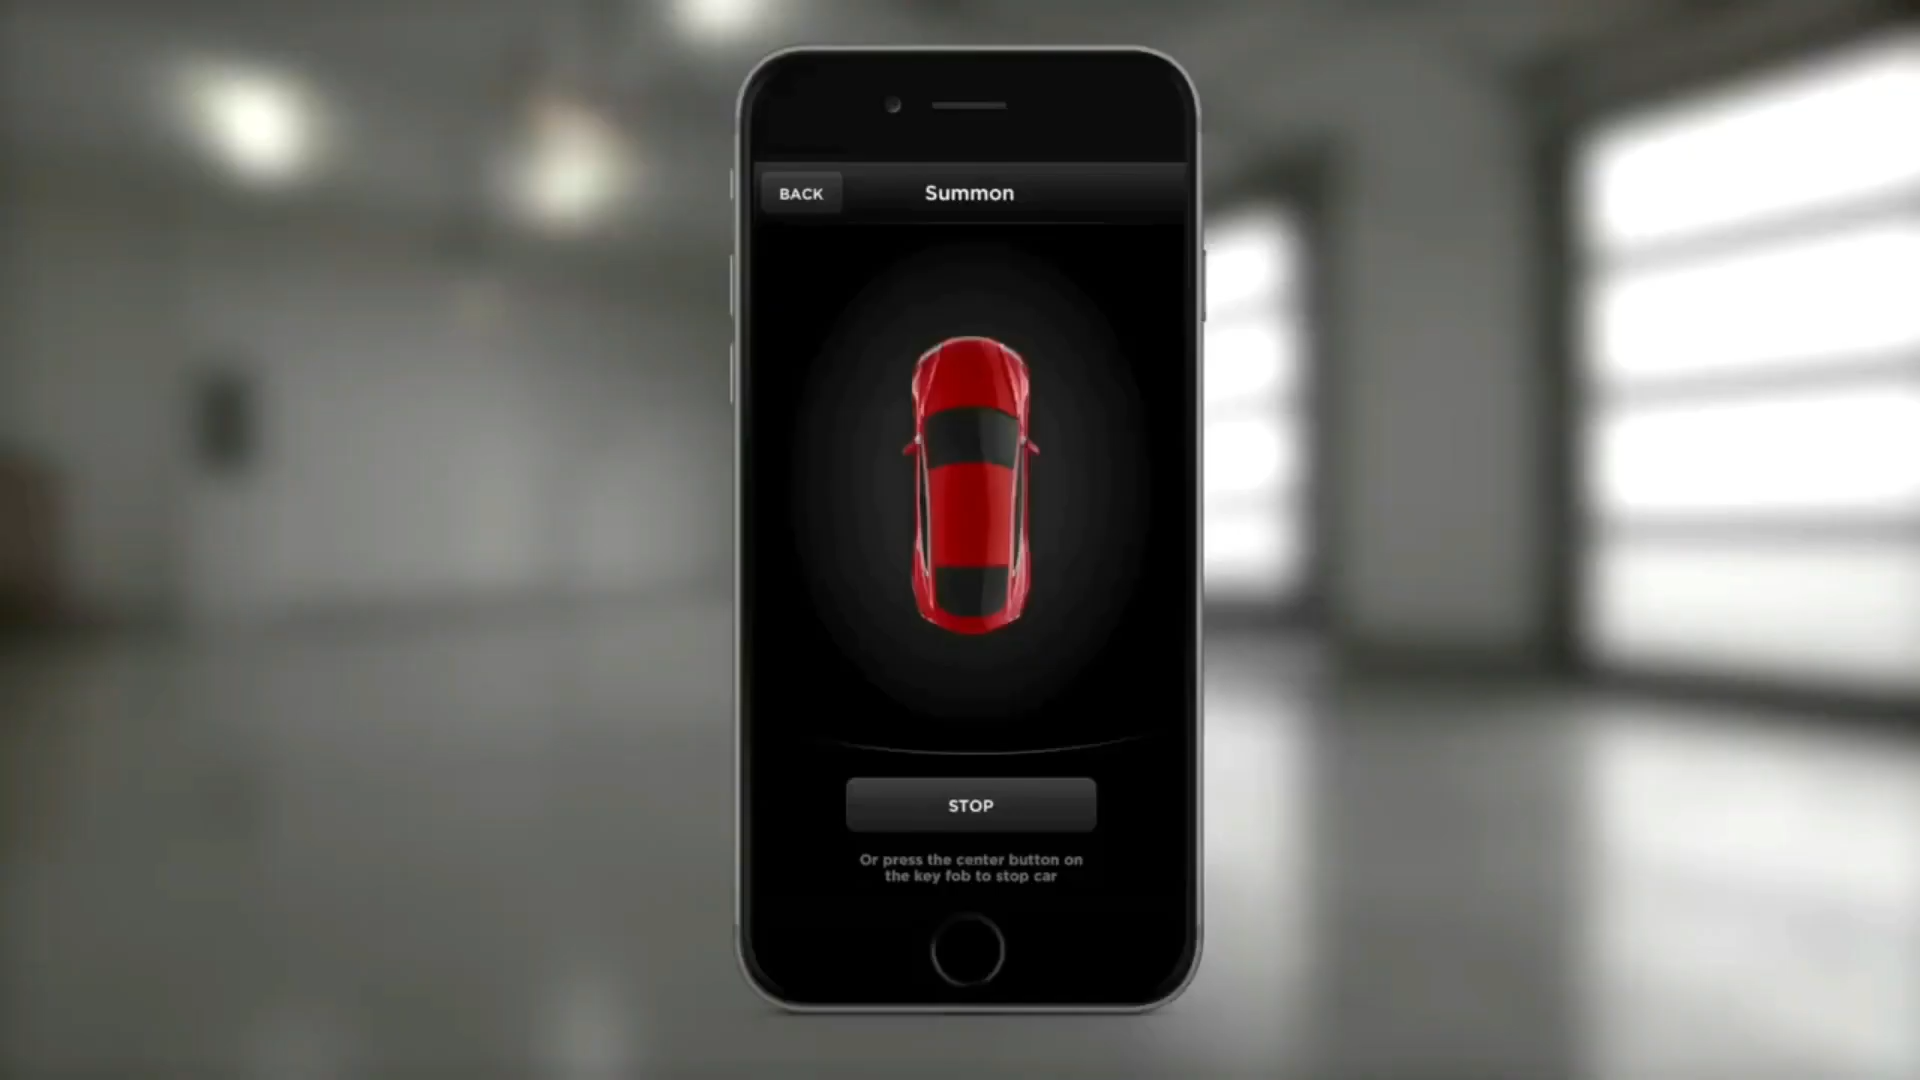 BACK
Summon
STOP
Or press the center button on
the key fob to stop car